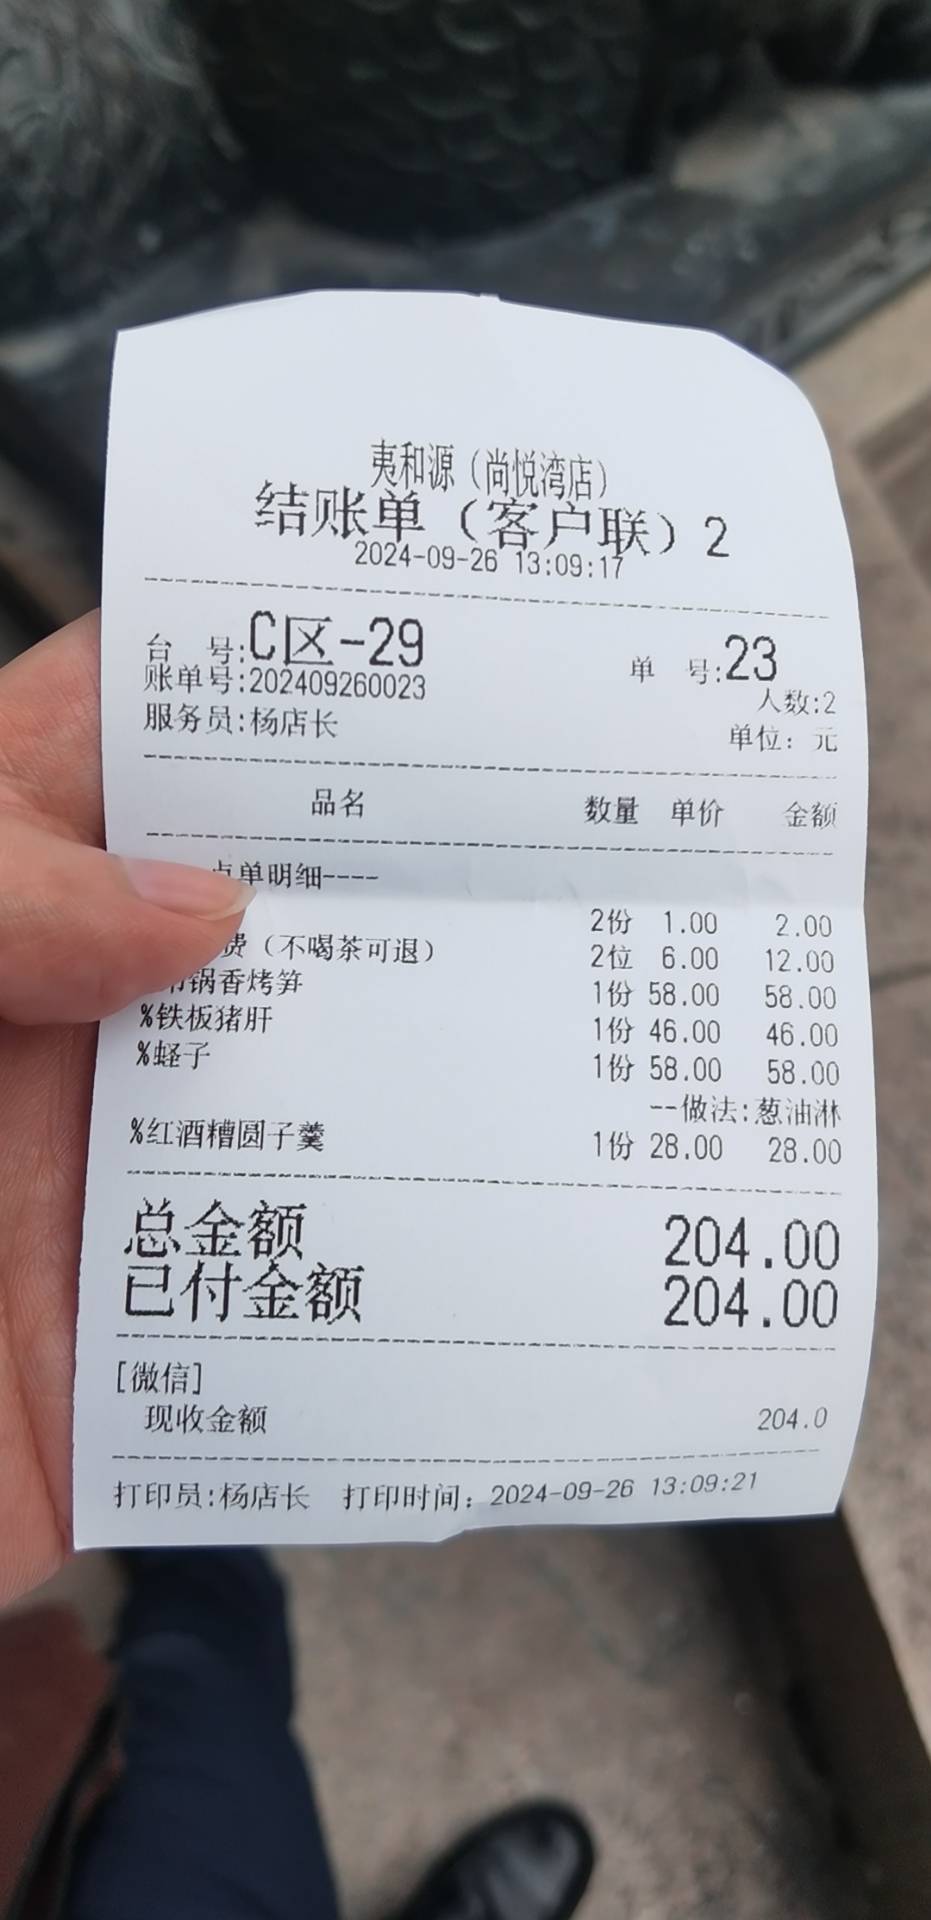 夷和源（尚悦湾店）
结账单（客户联）2
2024-09-26 13:09:17
台 号:C区-29 单 号:23
账单号:202409260023 人数:2
服务员:杨店长 单位: 元
品名 数量 单价 金额
点单明细----
2份 1.00 2.00
费（不喝茶可退） 2位 6.00 12.00
锅香烤笋 1份 58.00 58.00
%铁板猪肝 1份 46.00 46.00
%蛏子 1份 58.00 58.00
--做法:葱油淋
%红酒糟圆子羹 1份 28.00 28.00
总金额 204.00
已付金额 204.00
[微信]
现收金额 204.0
打印员:杨店长 打印时间: 2024-09-26 13:09:21